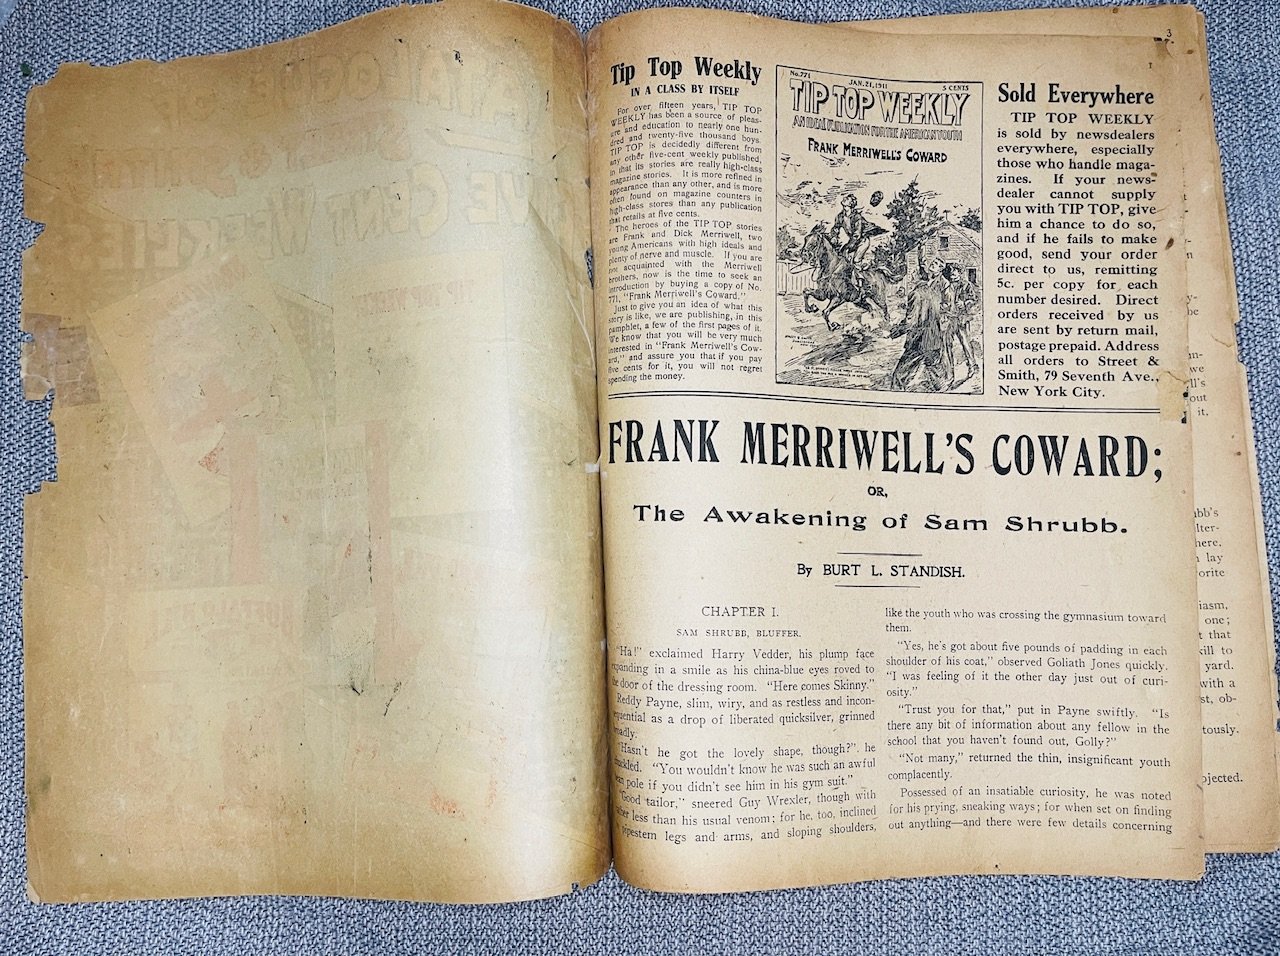 3
Tip Top Weekly
IN A CLASS BY ITSELF
For over fifteen years, TIP TOP
WEEKLY has been a source of pleas-
ure and education to nearly one hun-
dred and twenty-five thousand boys.
TIP TOP is decidedly different from
any other five-cent weekly published,
in that its stories are really high-class
magazine stories. It is more refined in
appearance than any other, and is more
often found on magazine counters in
high-class stores than any publication
that retails at five cents.
The heroes of the TIP TOP stories
are Frank and Dick Merriwell, two
young Americans with high ideals and
plenty of nerve and muscle. If you are
not acquainted with the Merriwell
brothers, now is the time to seek an
introduction by buying a copy of No.
771, "Frank Merriwell's Coward."
Just to give you an idea of what this
story is like, we are publishing, in this
pamphlet, a few of the first pages of it.
We know that you will be very much
interested in "Frank Merriwell's Cow-
ard," and assure you that if you pay
five cents for it, you will not regret
spending the money.
No. 771 JAN. 21, 1911 5 CENTS
TIP TOP WEEKLY
AN IDEAL PUBLICATION FOR THE AMERICAN YOUTH
FRANK MERRIWELL'S COWARD
Sold Everywhere
TIP TOP WEEKLY
is sold by newsdealers
everywhere, especially
those who handle maga-
zines. If your news-
dealer cannot supply
you with TIP TOP, give
him a chance to do so,
and if he fails to make
good, send your order
direct to us, remitting
5c. per copy for each
number desired. Direct
orders received by us
are sent by return mail,
postage prepaid. Address
all orders to Street &
Smith, 79 Seventh Ave.,
New York City.
FRANK MERRIWELL'S COWARD;
OR,
The Awakening of Sam Shrubb.
By BURT L. STANDISH.
CHAPTER I.
SAM SHRUBB, BLUFFER.
"Ha!" exclaimed Harry Vedder, his plump face
expanding in a smile as his china-blue eyes roved to
the door of the dressing room. "Here comes Skinny."
Reddy Payne, slim, wiry, and as restless and incon-
sequential as a drop of liberated quicksilver, grinned
broadly.
"Hasn't he got the lovely shape, though?" he
chuckled. "You wouldn't know he was such an awful
bean pole if you didn't see him in his gym suit."
"Good tailor," sneered Guy Wrexler, though with
rather less than his usual venom; for he, too, inclined
pipestem legs and arms, and sloping shoulders,
like the youth who was crossing the gymnasium toward
them.
"Yes, he's got about five pounds of padding in each
shoulder of his coat," observed Goliath Jones quickly.
"I was feeling of it the other day just out of curi-
osity."
"Trust you for that," put in Payne swiftly. "Is
there any bit of information about any fellow in the
school that you haven't found out, Golly?"
"Not many," returned the thin, insignificant youth
complacently.
Possessed of an insatiable curiosity, he was noted
for his prying, sneaking ways; for when set on finding
out anything—and there were few details concerning